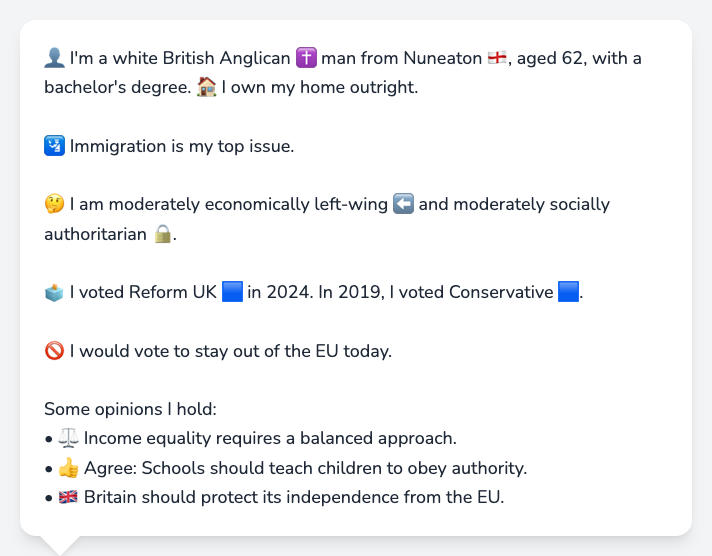 👤 I'm a white British Anglican ✝️ man from Nuneaton 🏴󠁧󠁢󠁥󠁮󠁧󠁿, aged 62, with a
bachelor's degree. 🏠 I own my home outright.
🛂 Immigration is my top issue.
🤔 I am moderately economically left-wing ⬅️ and moderately socially
authoritarian 🔒.
🗳️ I voted Reform UK 🟦 in 2024. In 2019, I voted Conservative 🟦.
🚫 I would vote to stay out of the EU today.
Some opinions I hold:
• ⚖️ Income equality requires a balanced approach.
• 👍 Agree: Schools should teach children to obey authority.
• 🇬🇧 Britain should protect its independence from the EU.